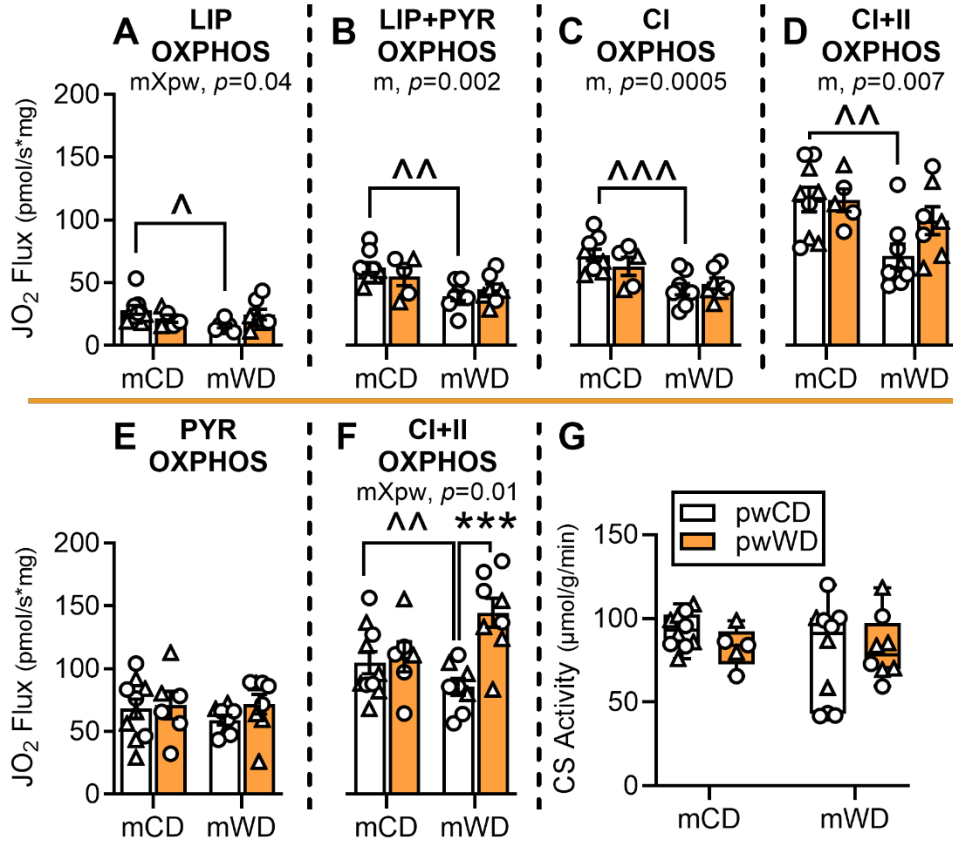 A LIP OXPHOS
mXpw, p=0.04
B LIP+PYR OXPHOS
m, p=0.002
C CI OXPHOS
m, p=0.0005
D CI+II OXPHOS
m, p=0.007
JO2 Flux (pmol/s*mg)
200
150
100
50
0
^
^^
^^^
^^
mCD mWD
mCD mWD
mCD mWD
mCD mWD
E PYR OXPHOS
F CI+II OXPHOS
mXpw, p=0.01
^^ ***
G
JO2 Flux (pmol/s*mg)
200
150
100
50
0
mCD mWD
mCD mWD
pwCD
pwWD
CS Activity (µmol/g/min)
150
100
50
0
mCD mWD